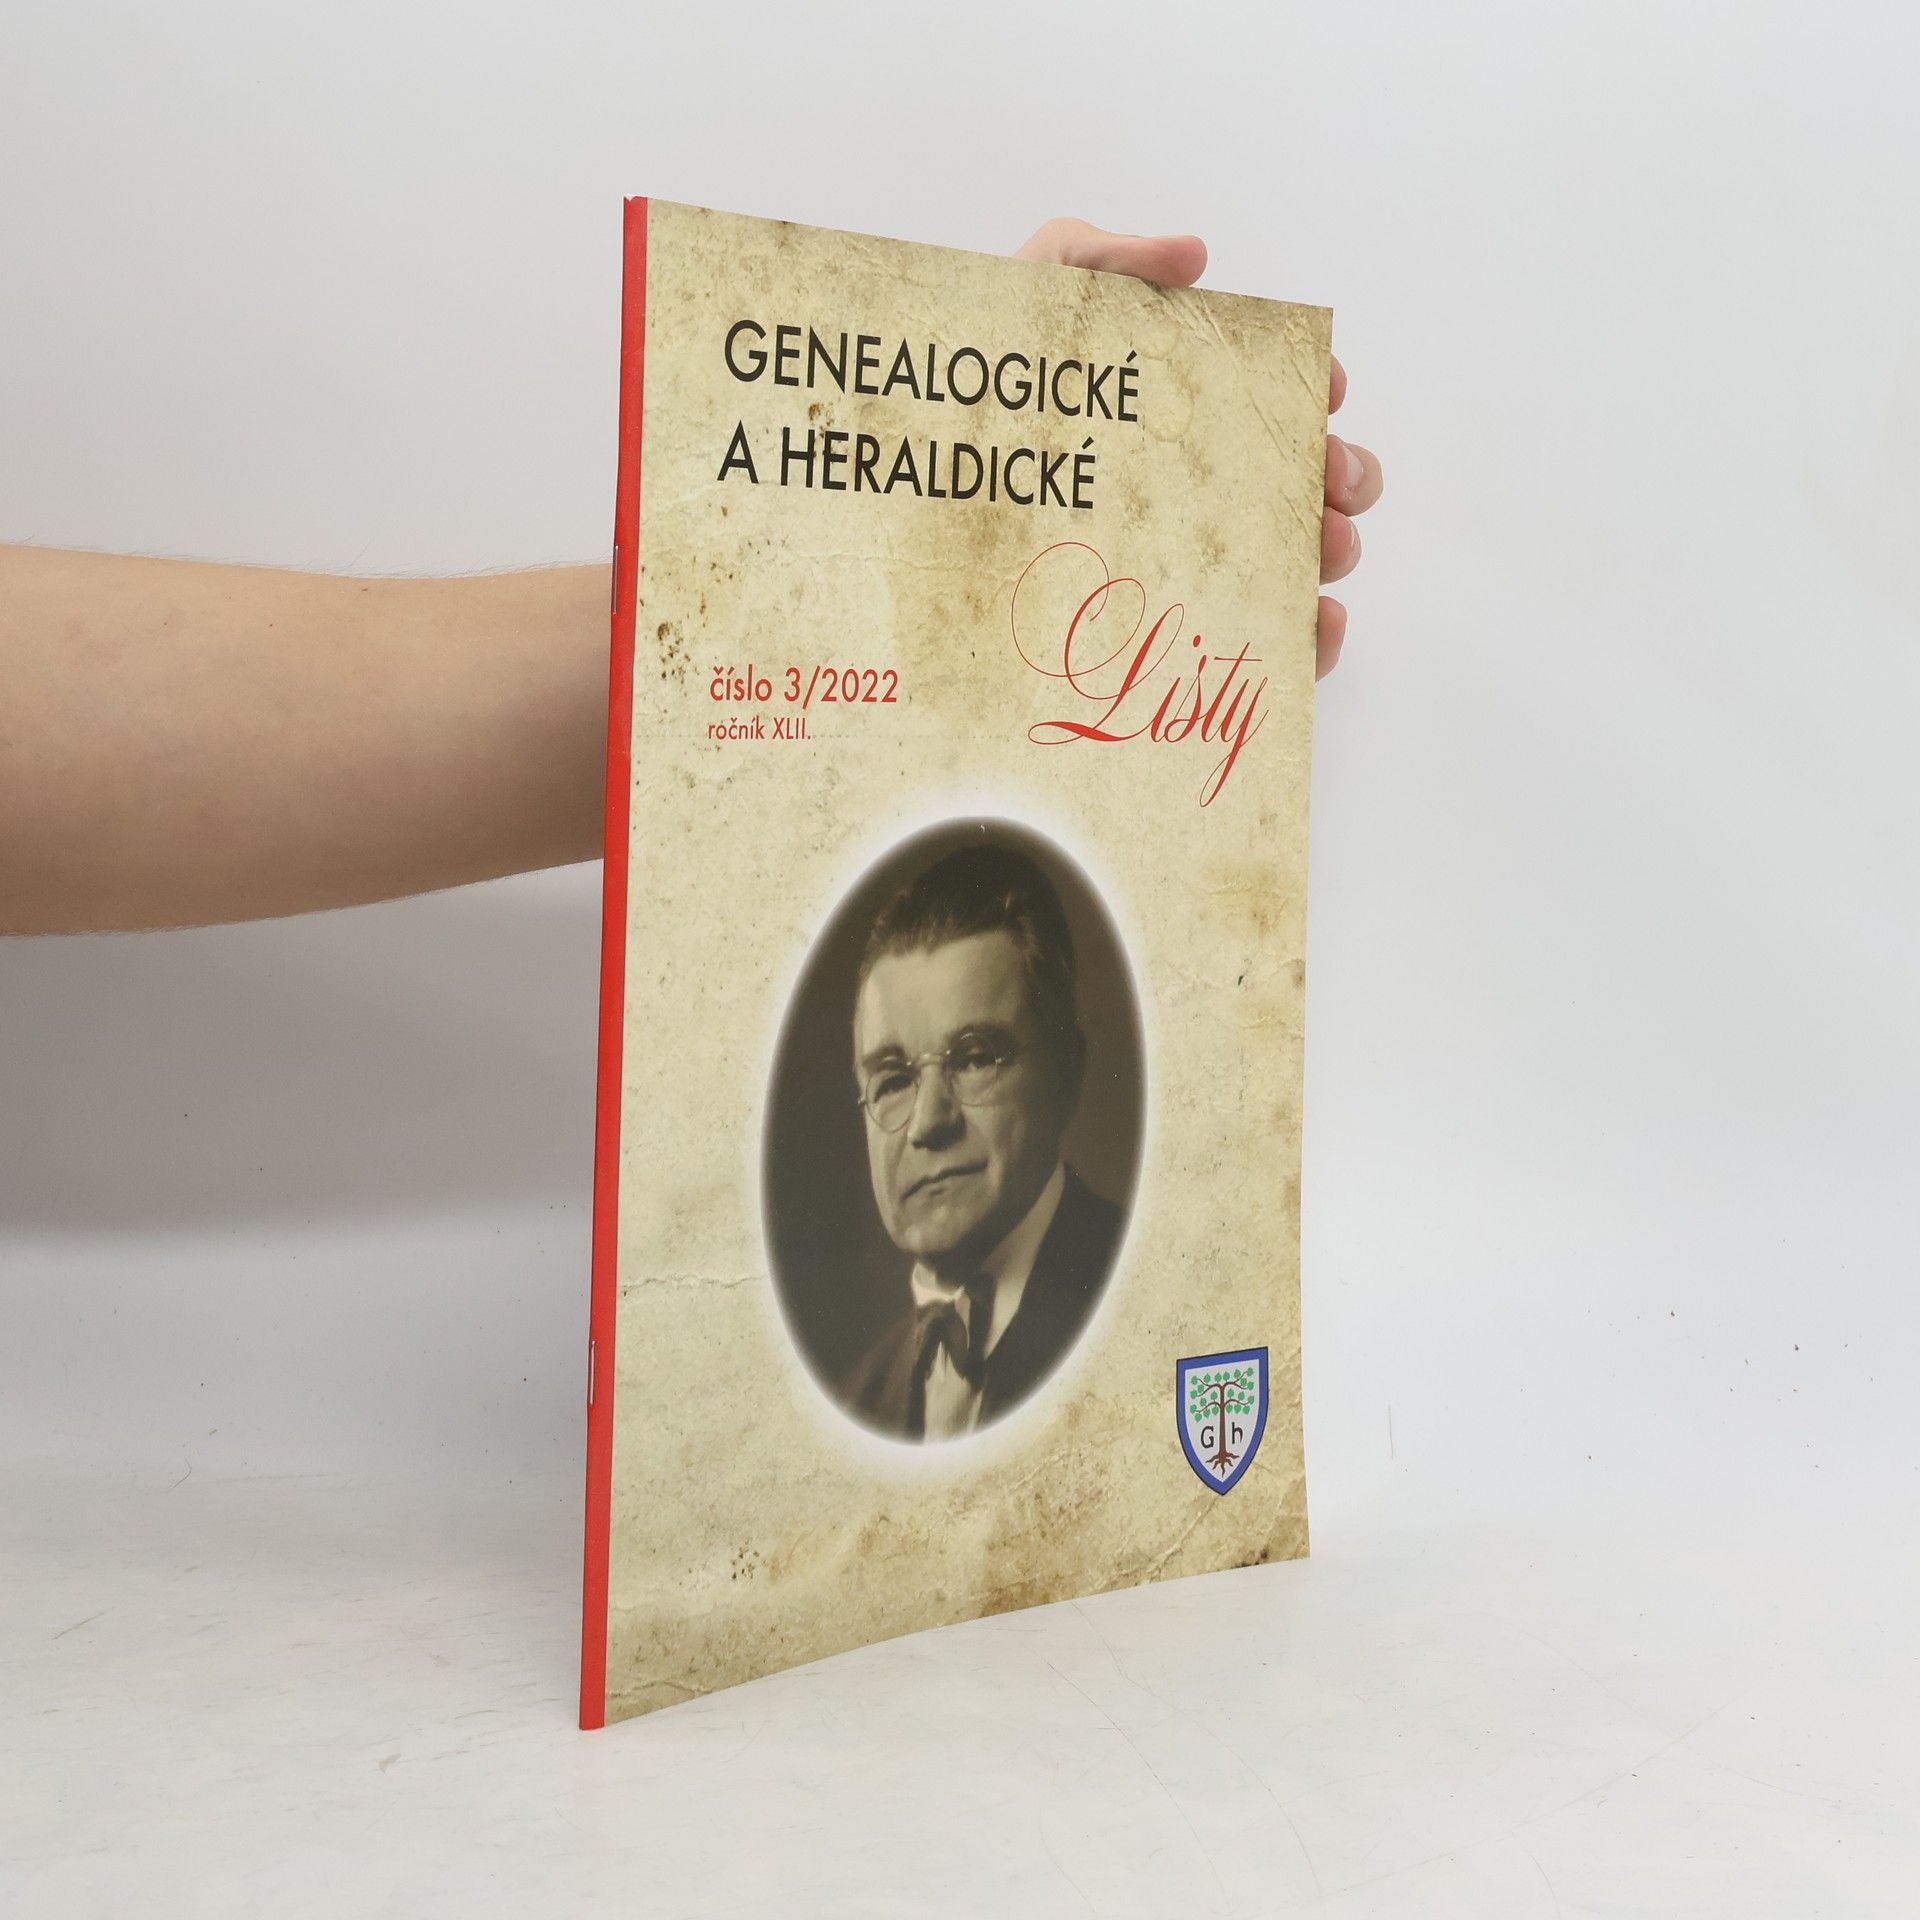 GENEALOGICKÉ
A HERALDICKÉ
Listy
číslo 3/2022
ročník XLII.
G h